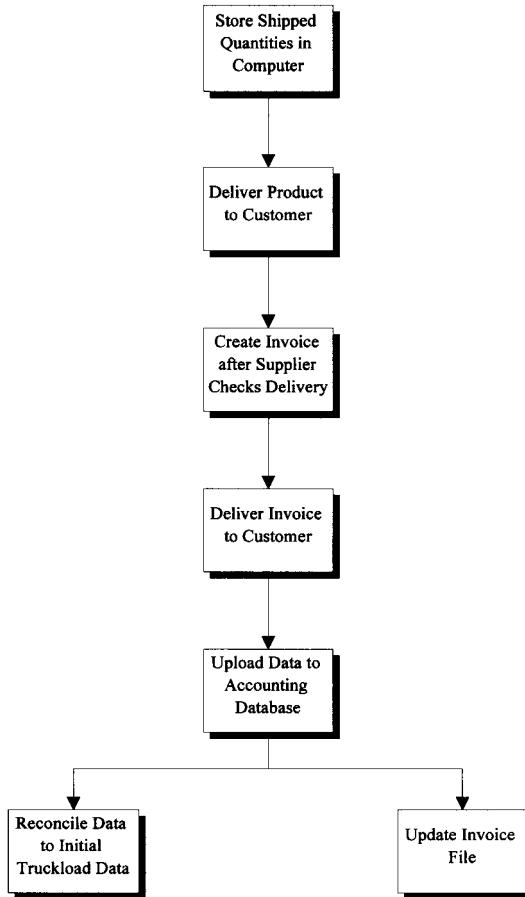 Store Shipped
Quantities in
Computer
Deliver Product
to Customer
Create Invoice
after Supplier
Checks Delivery
Deliver Invoice
to Customer
Upload Data to
Accounting
Database
Reconcile Data
to Initial
Truckload Data
Update Invoice
File